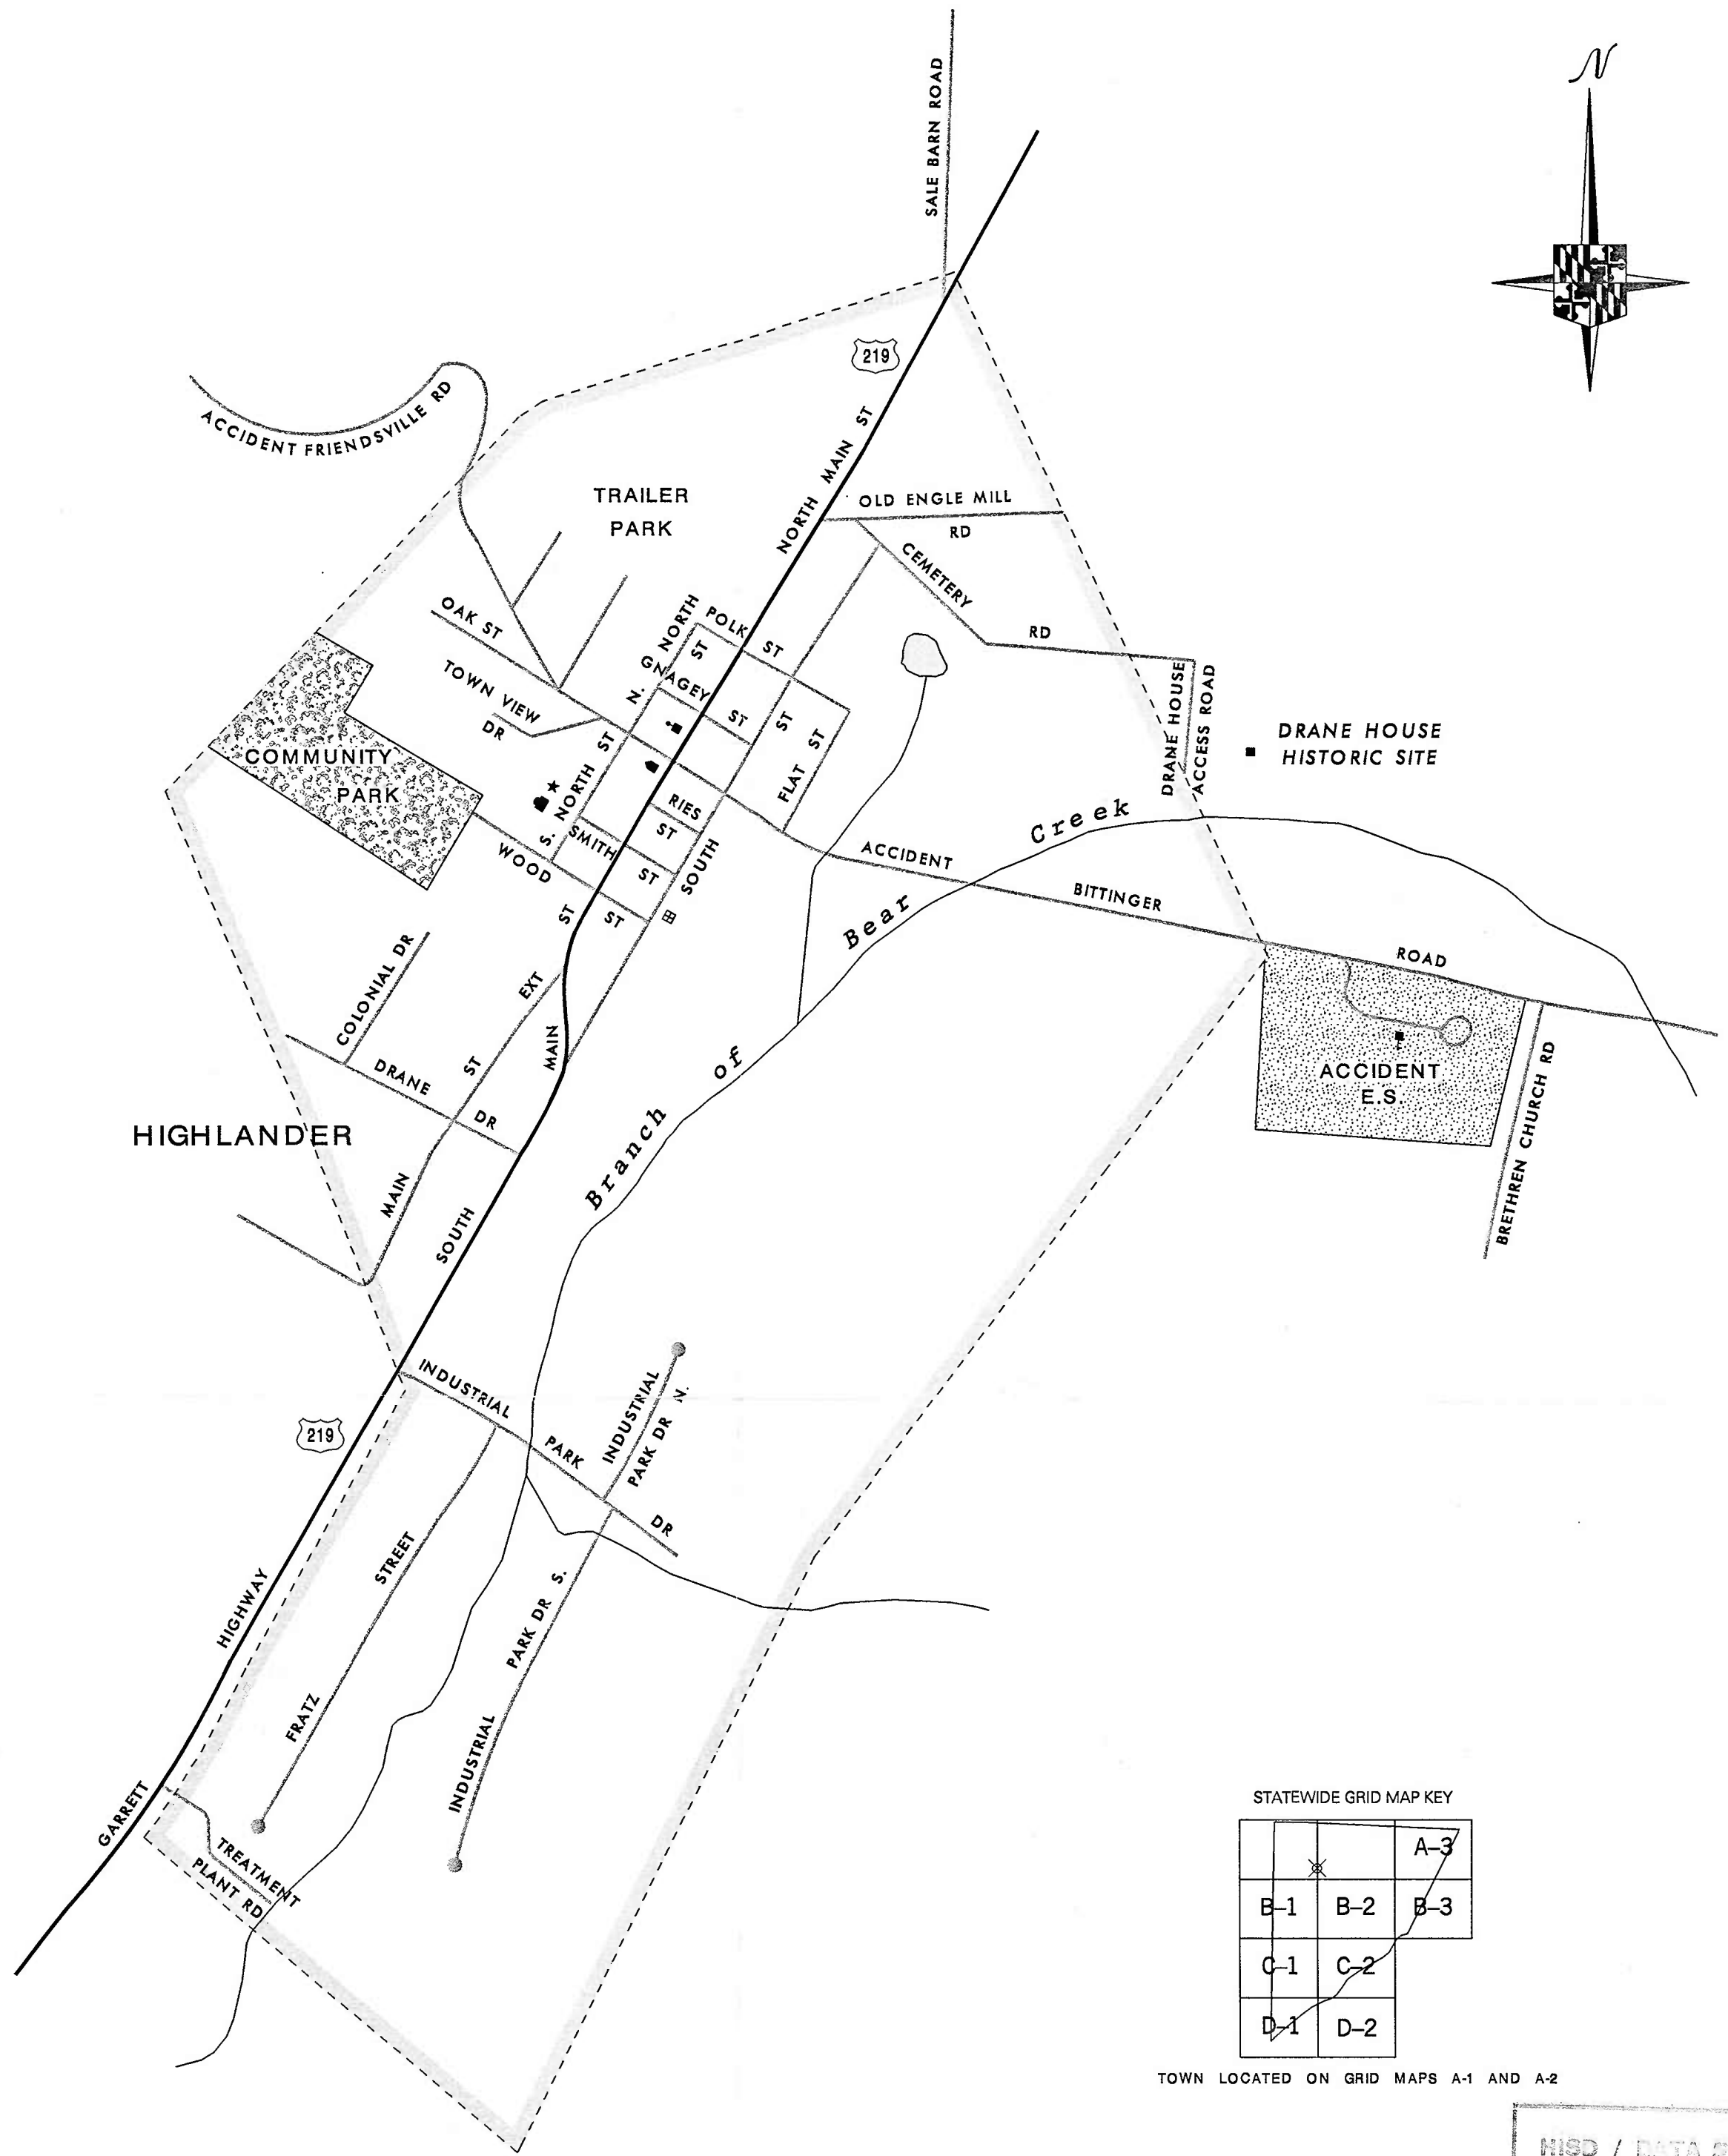 N
SALE BARN ROAD
219
ACCIDENT FRIENDSVILLE RD
NORTH MAIN ST
TRAILER
PARK
OLD ENGLE MILL
RD
CEMETERY
RD
OAK ST
NORTH
ST
N.
POLK ST
GNAGEY ST
TOWN VIEW
DR
DRANE HOUSE
ACCESS ROAD
DRANE HOUSE
HISTORIC SITE
COMMUNITY
PARK
S. NORTH ST
ST
FLAT ST
RIES
ST
SMITH
ST
WOOD
ST
SOUTH
ACCIDENT
BITTINGER
ROAD
Branch of Bear Creek
COLONIAL DR
MAIN ST EXT
DRANE
DR
SOUTH MAIN ST
HIGHLANDER
ACCIDENT
E.S.
BRETHREN CHURCH RD
INDUSTRIAL
PARK
DR
INDUSTRIAL
PARK DR N.
219
GARRETT HIGHWAY
FRATZ STREET
INDUSTRIAL PARK DR S.
TREATMENT
PLANT RD
STATEWIDE GRID MAP KEY
A-3
B-1 B-2 B-3
C-1 C-2
D-1 D-2
TOWN LOCATED ON GRID MAPS A-1 AND A-2
HISD / DATA